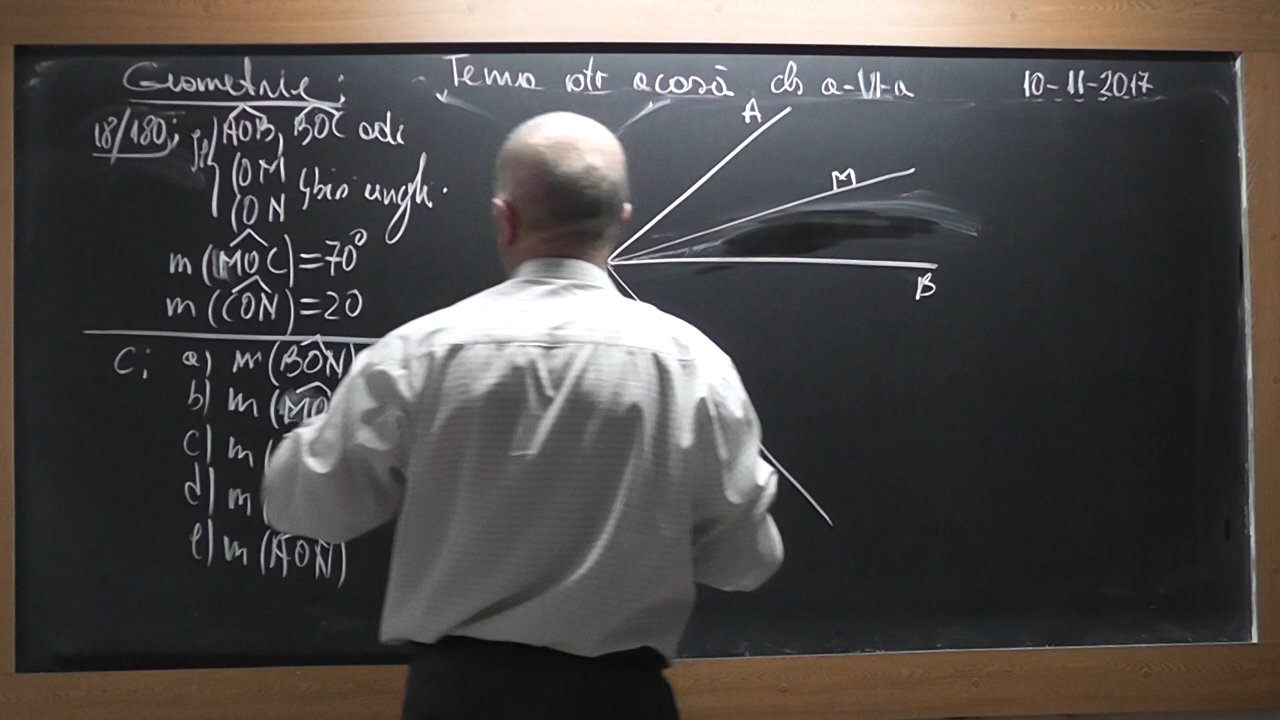 Geometrie:
Tema ptr acasă cls a-VI-a
10-11-2017
18/180;
AOB, BOC adi
(OM
(ON
bis ungh.
m(MOC)=70°
m(CON)=20
C: a) m(BON)
b) m(MO
c) m(
d) m
e) m(AON)
A
M
B